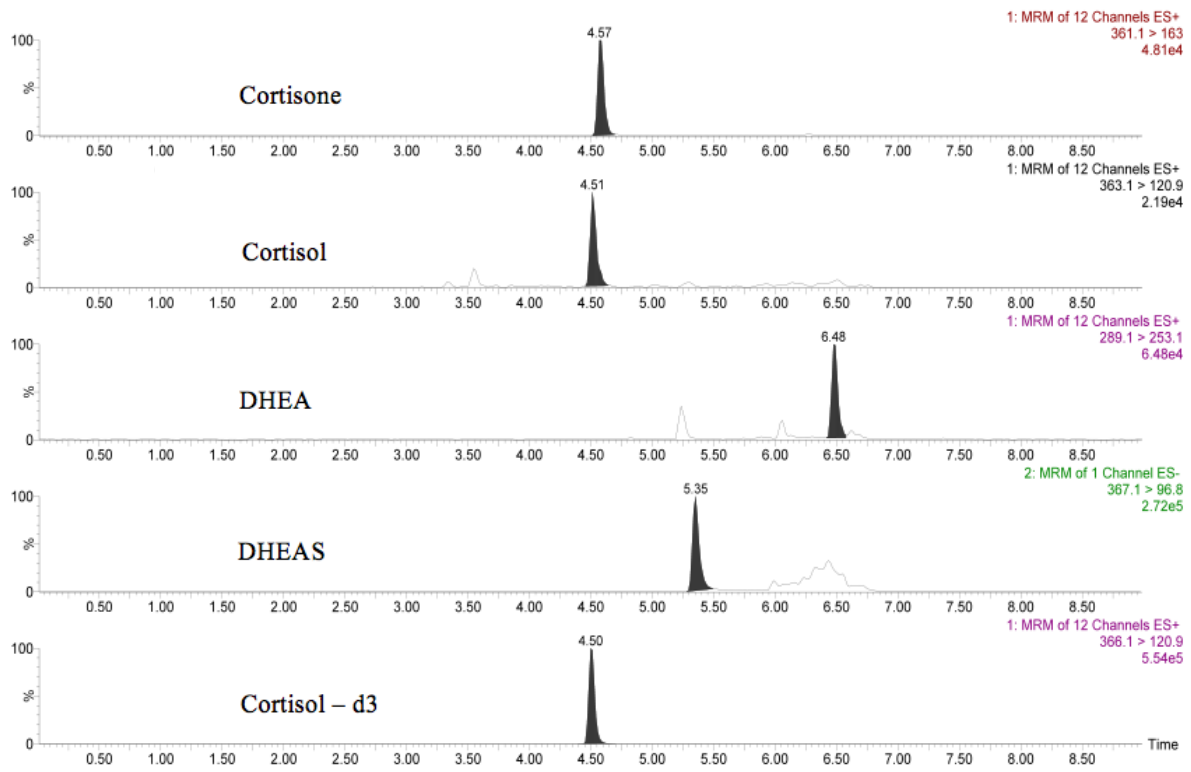 1: MRM of 12 Channels ES+
361.1 > 163
4.81e4
4.57
100
%
0
Cortisone
0.50 1.00 1.50 2.00 2.50 3.00 3.50 4.00 4.50 5.00 5.50 6.00 6.50 7.00 7.50 8.00 8.50
1: MRM of 12 Channels ES+
363.1 > 120.9
2.19e4
4.51
100
%
0
Cortisol
0.50 1.00 1.50 2.00 2.50 3.00 3.50 4.00 4.50 5.00 5.50 6.00 6.50 7.00 7.50 8.00 8.50
1: MRM of 12 Channels ES+
289.1 > 253.1
6.48e4
6.48
100
%
0
DHEA
0.50 1.00 1.50 2.00 2.50 3.00 3.50 4.00 4.50 5.00 5.50 6.00 6.50 7.00 7.50 8.00 8.50
2: MRM of 1 Channel ES-
367.1 > 96.8
2.72e5
5.35
100
%
0
DHEAS
0.50 1.00 1.50 2.00 2.50 3.00 3.50 4.00 4.50 5.00 5.50 6.00 6.50 7.00 7.50 8.00 8.50
1: MRM of 12 Channels ES+
366.1 > 120.9
5.54e5
4.50
100
%
0
Cortisol – d3
Time
0.50 1.00 1.50 2.00 2.50 3.00 3.50 4.00 4.50 5.00 5.50 6.00 6.50 7.00 7.50 8.00 8.50